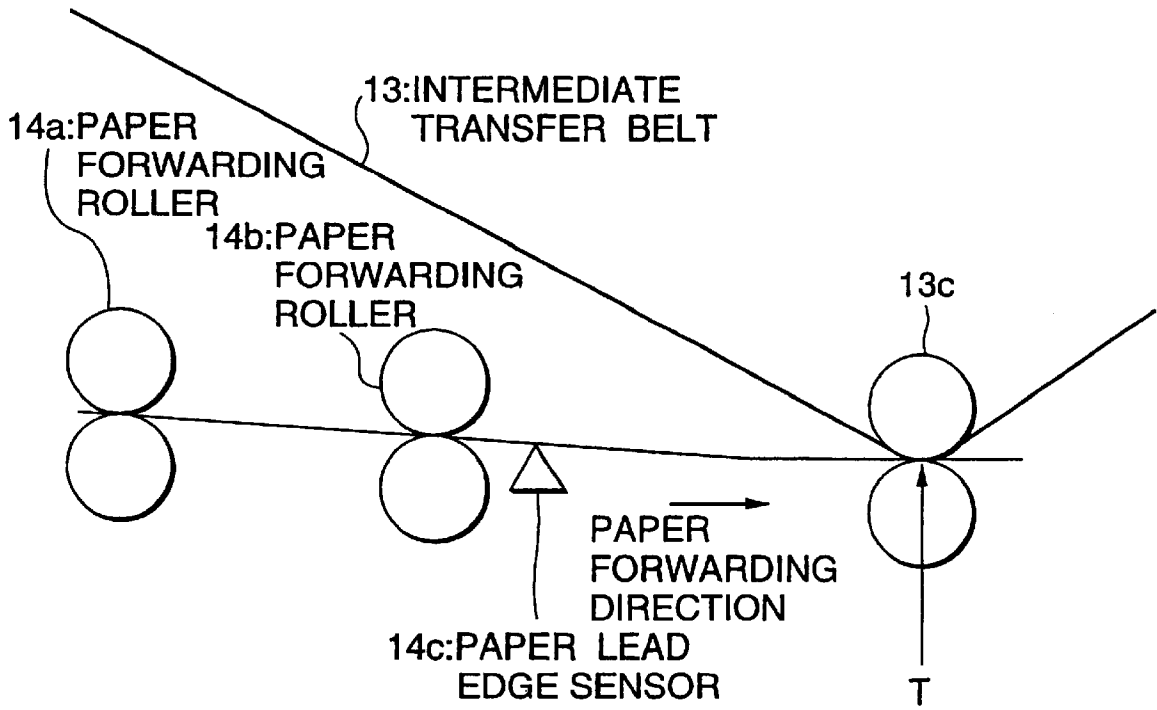 13:INTERMEDIATE
TRANSFER BELT
14a:PAPER
FORWARDING
ROLLER
14b:PAPER
FORWARDING
ROLLER
13c
PAPER
FORWARDING
DIRECTION
14c:PAPER LEAD
EDGE SENSOR
T